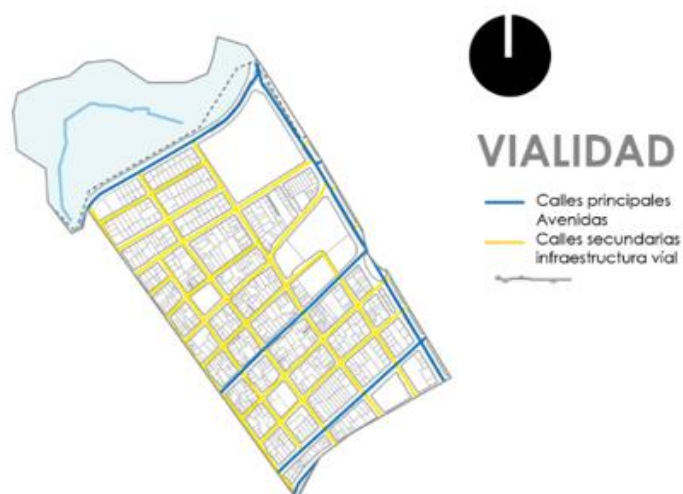 VIALIDAD
Calles principales
Avenidas
Calles secundarias
infraestructura víal